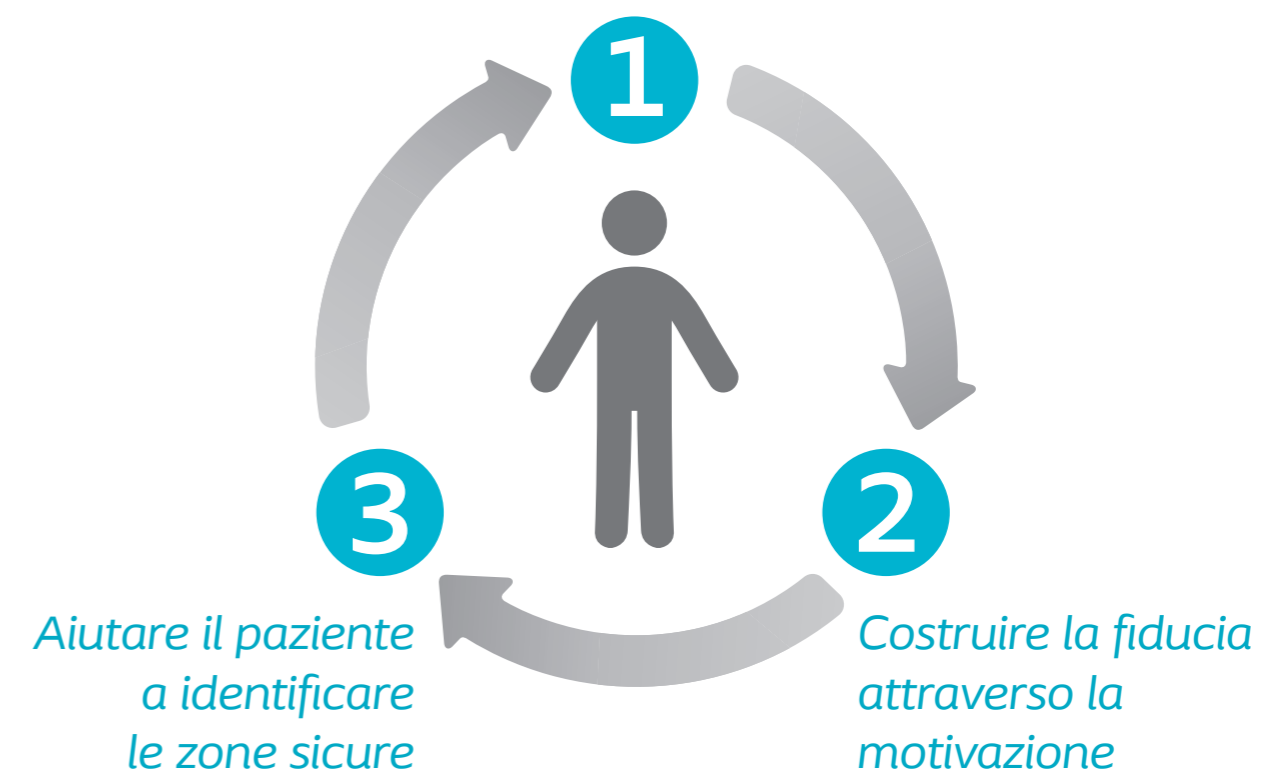 1
3
2
Aiutare il paziente
a identificare
le zone sicure
Costruire la fiducia
attraverso la
motivazione